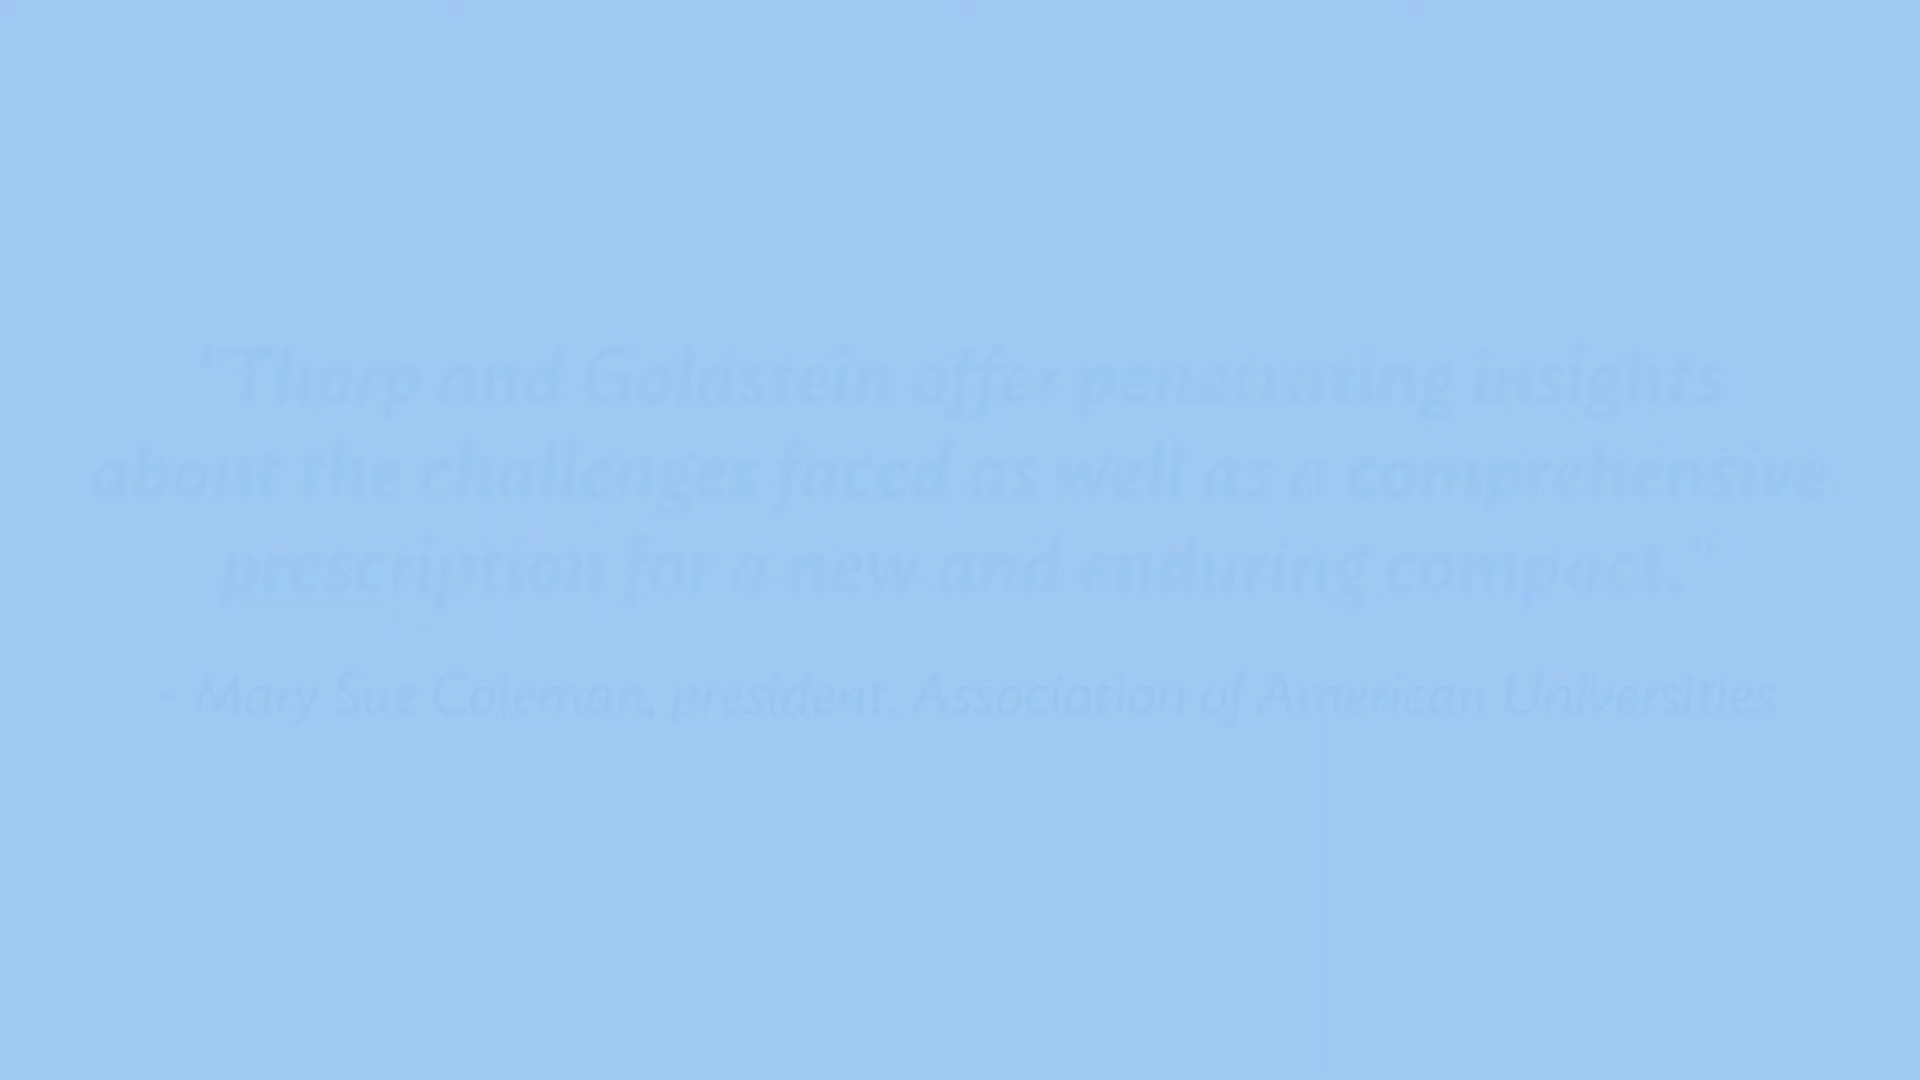 "Thorp and Goldstein offer penetrating insights
about the challenges faced as well as a comprehensive
prescription for a new and enduring compact."
- Mary Sue Coleman, president, Association of American Universities